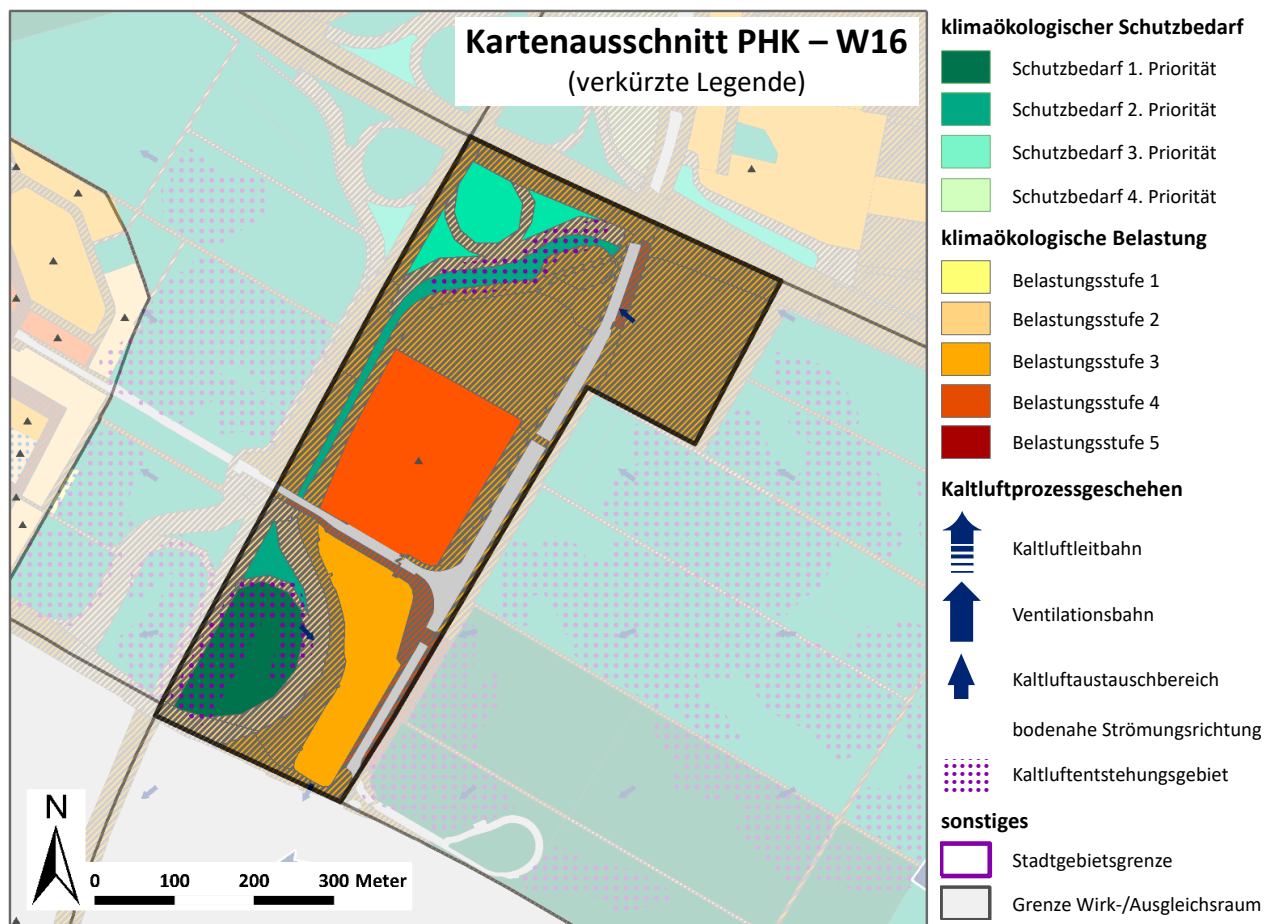 Kartenausschnitt PHK – W16
(verkürzte Legende)
klimaökologischer Schutzbedarf
Schutzbedarf 1. Priorität
Schutzbedarf 2. Priorität
Schutzbedarf 3. Priorität
Schutzbedarf 4. Priorität
klimaökologische Belastung
Belastungsstufe 1
Belastungsstufe 2
Belastungsstufe 3
Belastungsstufe 4
Belastungsstufe 5
Kaltluftprozessgeschehen
Kaltluftleitbahn
Ventilationsbahn
Kaltluftaustauschbereich
bodennahe Strömungsrichtung
Kaltluftentstehungsgebiet
sonstiges
Stadtgebietsgrenze
Grenze Wirk-/Ausgleichsraum
N
0 100 200 300 Meter